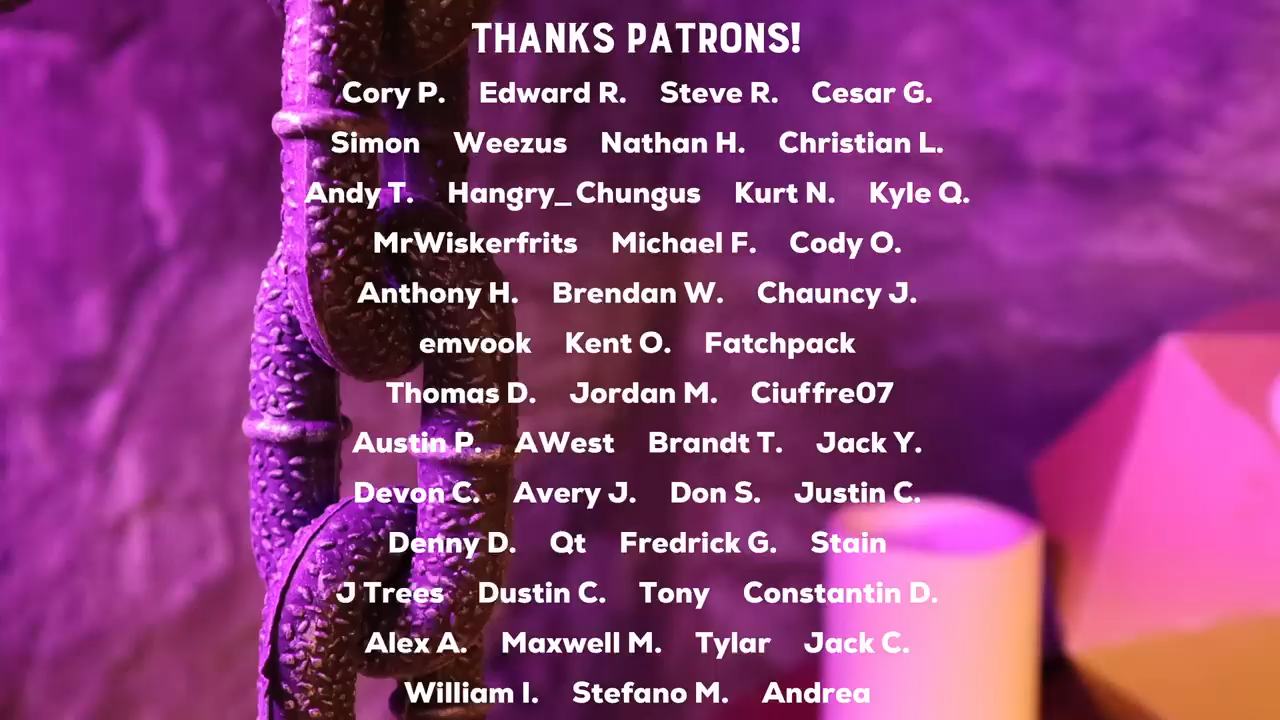 THANKS PATRONS!
Cory P. Edward R. Steve R. Cesar G.
Simon Weezus Nathan H. Christian L.
Andy T. Hangry_Chungus Kurt N. Kyle Q.
MrWiskerfrits Michael F. Cody O.
Anthony H. Brendan W. Chauncy J.
emvook Kent O. Fatchpack
Thomas D. Jordan M. Ciuffre07
Austin P. AWest Brandt T. Jack Y.
Devon C. Avery J. Don S. Justin C.
Denny D. Qt Fredrick G. Stain
J Trees Dustin C. Tony Constantin D.
Alex A. Maxwell M. Tylar Jack C.
William I. Stefano M. Andrea